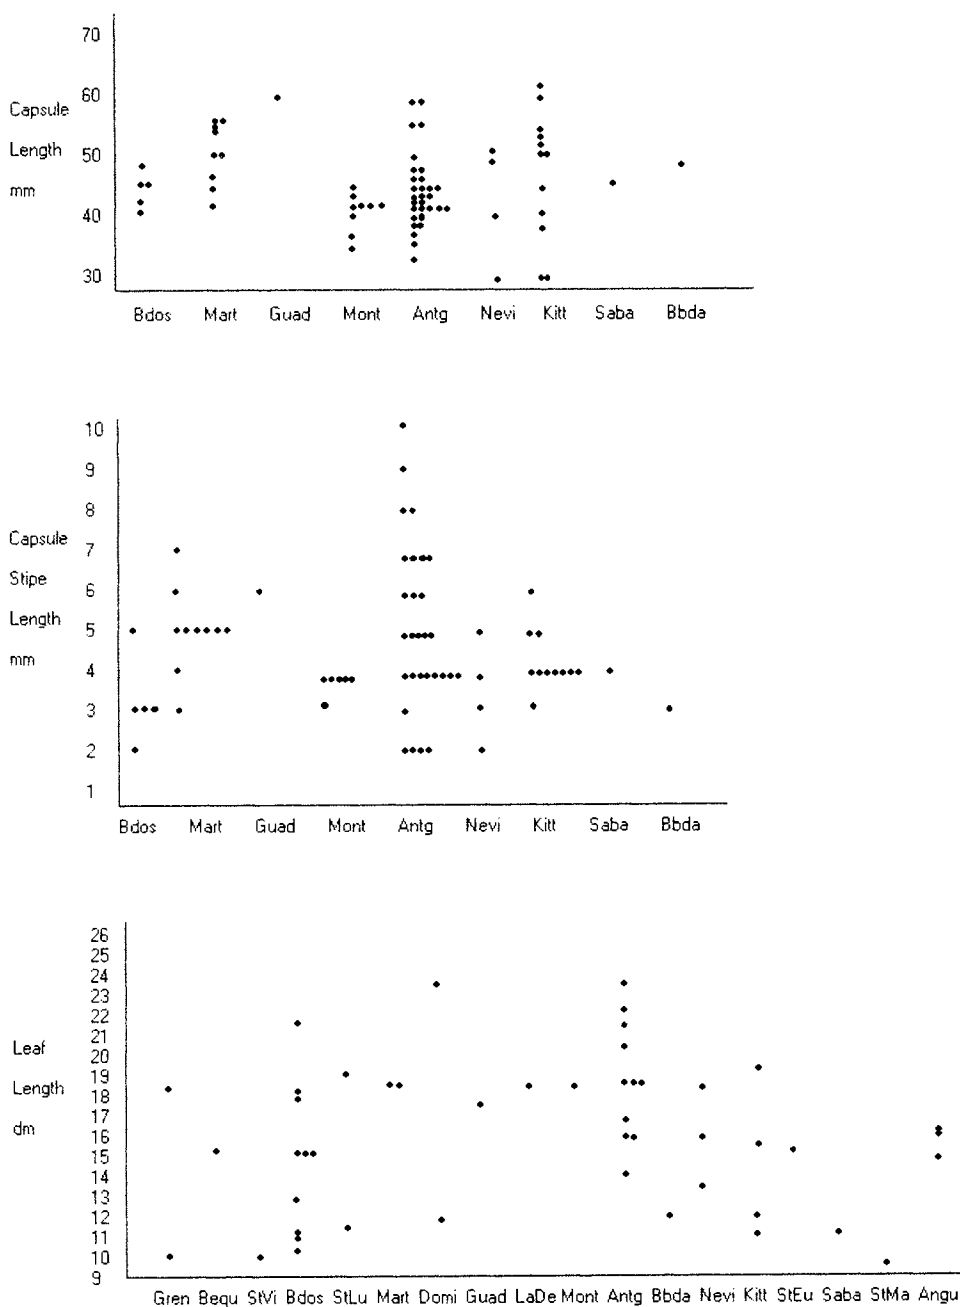 70
60
Capsule
Length
50
mm
40
30
Bdos Mart Guad Mont Antg Nevi Kitt Saba Bbda
10
9
8
Capsule
7
Stipe
6
Length
5
mm
4
3
2
1
Bdos Mart Guad Mont Antg Nevi Kitt Saba Bbda
26
25
24
23
22
21
Leaf
20
19
Length
18
17
dm
16
15
14
13
12
11
10
9
Gren Bequ StVi Bdos StLu Mart Domi Guad LaDe Mont Antg Bbda Nevi Kitt StEu Saba StMa Angu